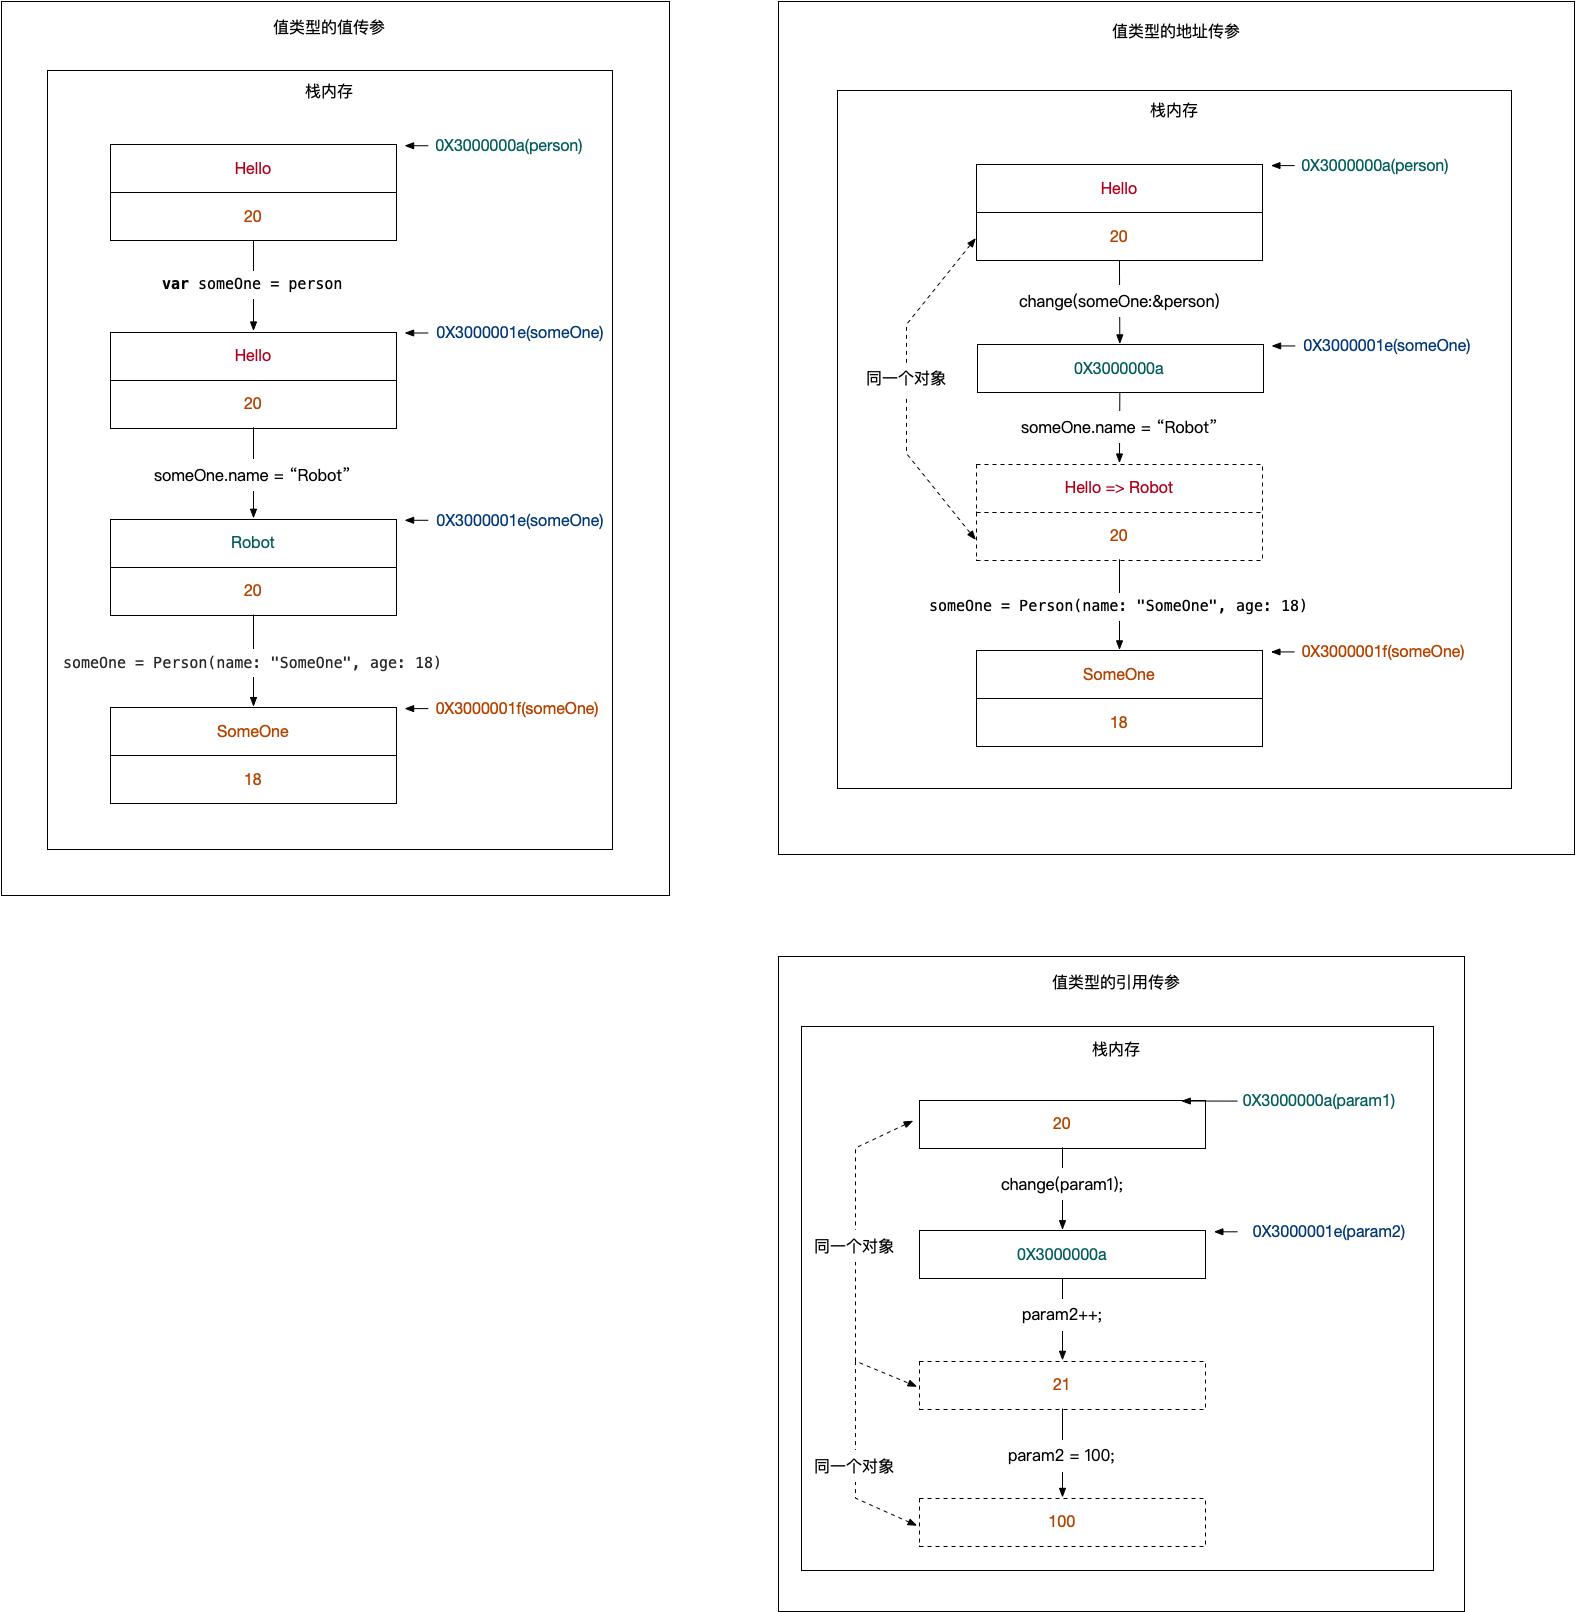 值类型的值传参
栈内存
0X3000000a(person)
Hello
20
var someOne = person
0X3000001e(someOne)
Hello
20
someOne.name = “Robot”
0X3000001e(someOne)
Robot
20
someOne = Person(name: "SomeOne", age: 18)
0X3000001f(someOne)
SomeOne
18
值类型的地址传参
栈内存
0X3000000a(person)
Hello
20
change(someOne:&person)
0X3000001e(someOne)
0X3000000a
同一个对象
someOne.name = “Robot”
Hello => Robot
20
someOne = Person(name: "SomeOne", age: 18)
0X3000001f(someOne)
SomeOne
18
值类型的引用传参
栈内存
0X3000000a(param1)
20
change(param1);
0X3000001e(param2)
同一个对象
0X3000000a
param2++;
21
param2 = 100;
同一个对象
100